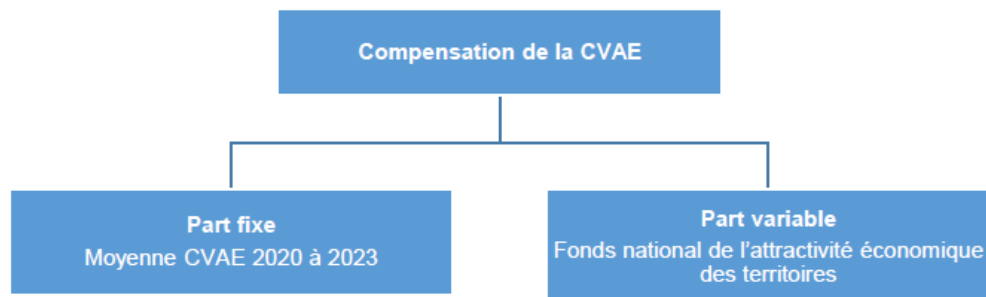 Compensation de la CVAE
Part fixe
Moyenne CVAE 2020 à 2023
Part variable
Fonds national de l'attractivité économique
des territoires